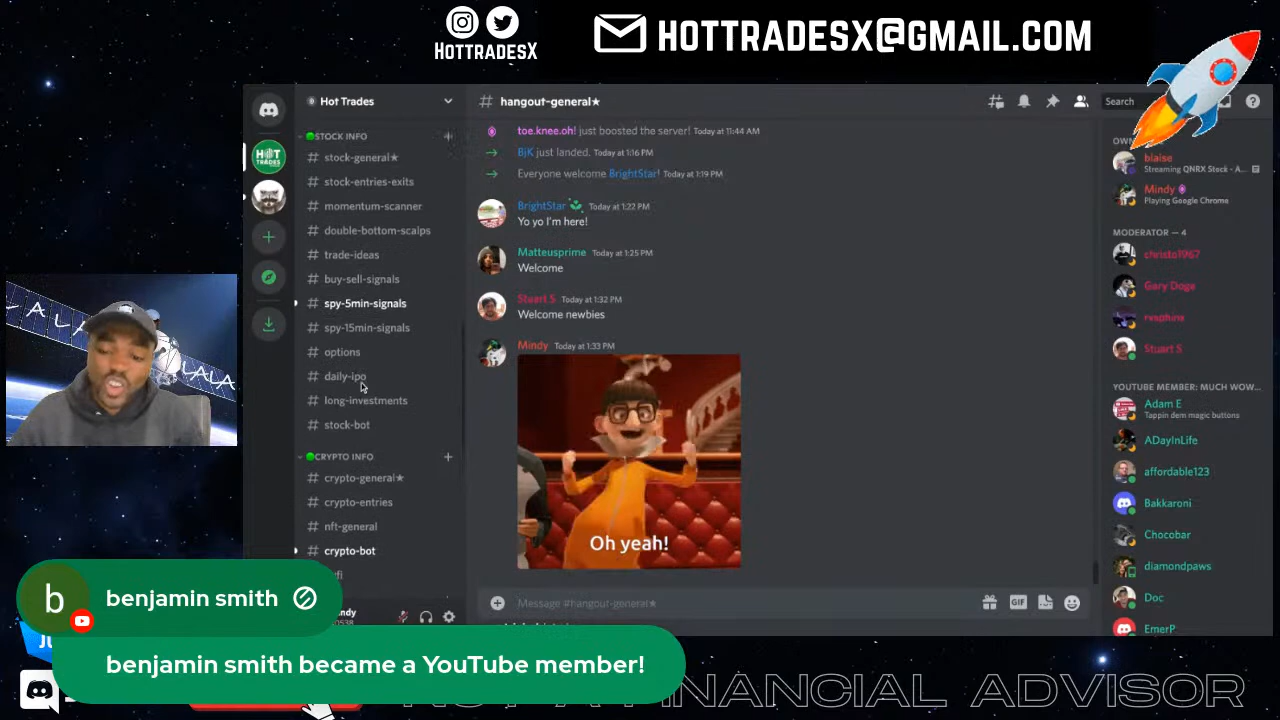 HOTTRADESX
HOTTRADESX@GMAIL.COM
Hot Trades
# hangout-general★
Search
STOCK INFO
# stock-general★
# stock-entries-exits
# momentum-scanner
# double-bottom-scalps
# trade-ideas
# buy-sell-signals
# spy-5min-signals
# spy-15min-signals
# options
# daily-ipo
# long-investments
# stock-bot
CRYPTO INFO
# crypto-general★
# crypto-entries
# nft-general
# crypto-bot
HOT
TRADES
toe.knee.oh! just boosted the server! Today at 11:44 AM
BjK just landed. Today at 1:16 PM
Everyone welcome BrightStar! Today at 1:19 PM
BrightStar Today at 1:22 PM
Yo yo I'm here!
Matteusprime Today at 1:25 PM
Welcome
Stuart S Today at 1:32 PM
Welcome newbies
Mindy Today at 1:33 PM
Oh yeah!
Message #hangout-general★
GIF
blaise
Streaming QNRX Stock - A...
Mindy
Playing Google Chrome
MODERATOR — 4
christo1967
Gary Doge
Stuart S
YOUTUBE MEMBER: MUCH WOW...
Adam E
Tappin dem magic buttons
ADayInLife
affordable123
Bakkaroni
Chocobar
diamondpaws
Doc
EmerP
b
benjamin smith
benjamin smith became a YouTube member!
FINANCIAL ADVISOR